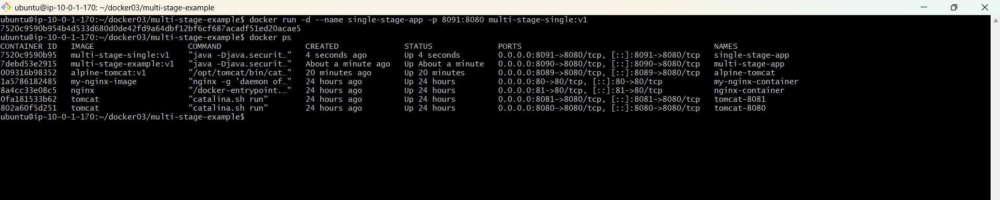 ubuntu@ip-10-0-1-170: ~/docker03/multi-stage-example
ubuntu@ip-10-0-1-170:~/docker03/multi-stage-example$ docker run -d --name single-stage-app -p 8091:8080 multi-stage-single:v1
7520c9590b954b4d533d680d0de42fd9a64dbf12bf6cf687acadf51ed20acae5
ubuntu@ip-10-0-1-170:~/docker03/multi-stage-example$ docker ps
CONTAINER ID   IMAGE                    COMMAND                  CREATED              STATUS              PORTS                                         NAMES
7520c9590b95   multi-stage-single:v1    "java -Djava.securit…"   4 seconds ago        Up 4 seconds        0.0.0.0:8091->8080/tcp, [::]:8091->8080/tcp   single-stage-app
7debd53e2915   multi-stage-example:v1   "java -Djava.securit…"   About a minute ago   Up About a minute   0.0.0.0:8090->8080/tcp, [::]:8090->8080/tcp   multi-stage-app
009316b98352   alpine-tomcat:v1         "/opt/tomcat/bin/cat…"   20 minutes ago       Up 20 minutes       0.0.0.0:8089->8080/tcp, [::]:8089->8080/tcp   alpine-tomcat
1a5786182485   my-nginx-image           "nginx -g 'daemon of…"   24 hours ago         Up 24 hours         0.0.0.0:80->80/tcp, [::]:80->80/tcp           my-nginx-container
8a4cc33e08c5   nginx                    "/docker-entrypoint.…"   24 hours ago         Up 24 hours         0.0.0.0:81->80/tcp, [::]:81->80/tcp           nginx-container
0fa181533b62   tomcat                   "catalina.sh run"        24 hours ago         Up 24 hours         0.0.0.0:8081->8080/tcp, [::]:8081->8080/tcp   tomcat-8081
802a60f5d251   tomcat                   "catalina.sh run"        24 hours ago         Up 24 hours         0.0.0.0:8080->8080/tcp, [::]:8080->8080/tcp   tomcat-8080
ubuntu@ip-10-0-1-170:~/docker03/multi-stage-example$